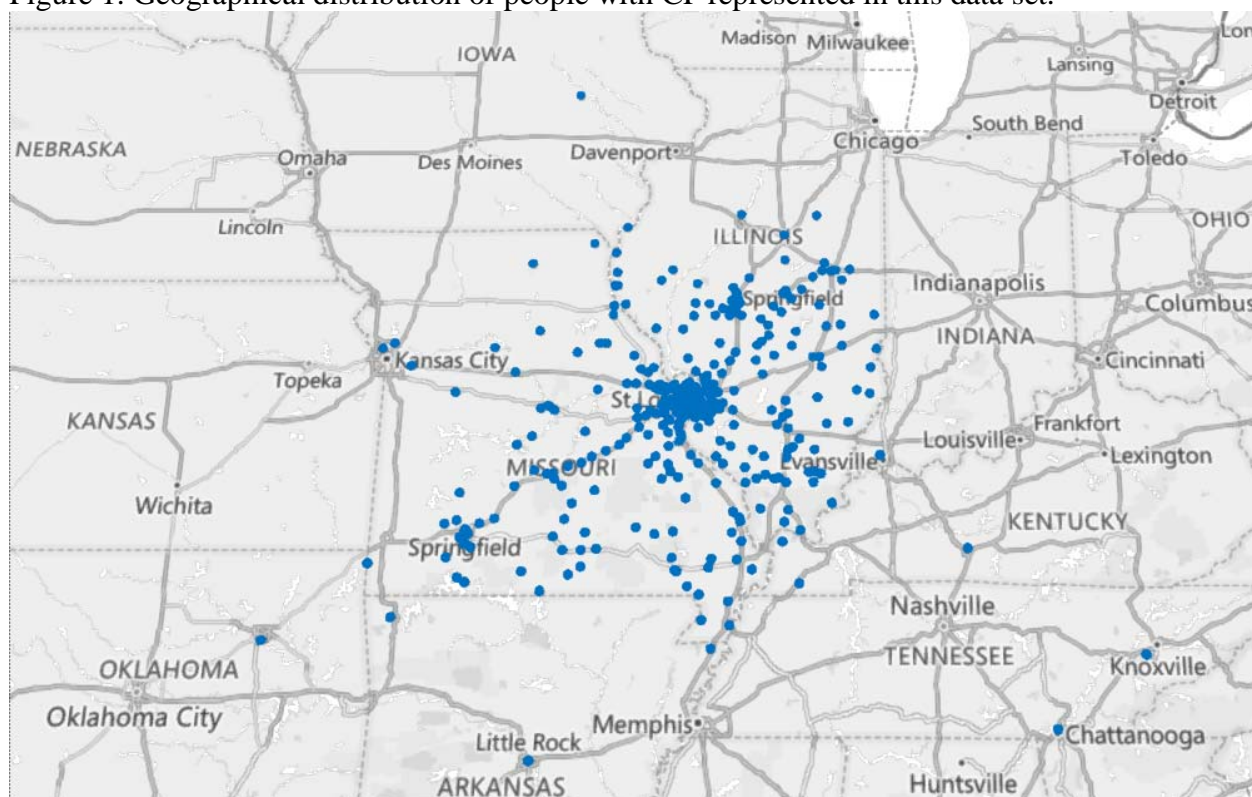 Figure 1. Geographical distribution of people with CP represented in this data set.
Madison Milwaukee
IOWA
Lansing
Detroit
South Bend
Chicago
Toledo
NEBRASKA
Omaha
Des Moines
Davenport
Lincoln
ILLINOIS
OHIO
Indianapolis
Springfield
Columbus
INDIANA
Kansas City
Cincinnati
Topeka
KANSAS
Frankfort
Louisville
Lexington
MISSOURI
Evansville
Wichita
KENTUCKY
Springfield
Nashville
TENNESSEE
Knoxville
OKLAHOMA
Oklahoma City
Memphis
Chattanooga
Little Rock
ARKANSAS
Huntsville